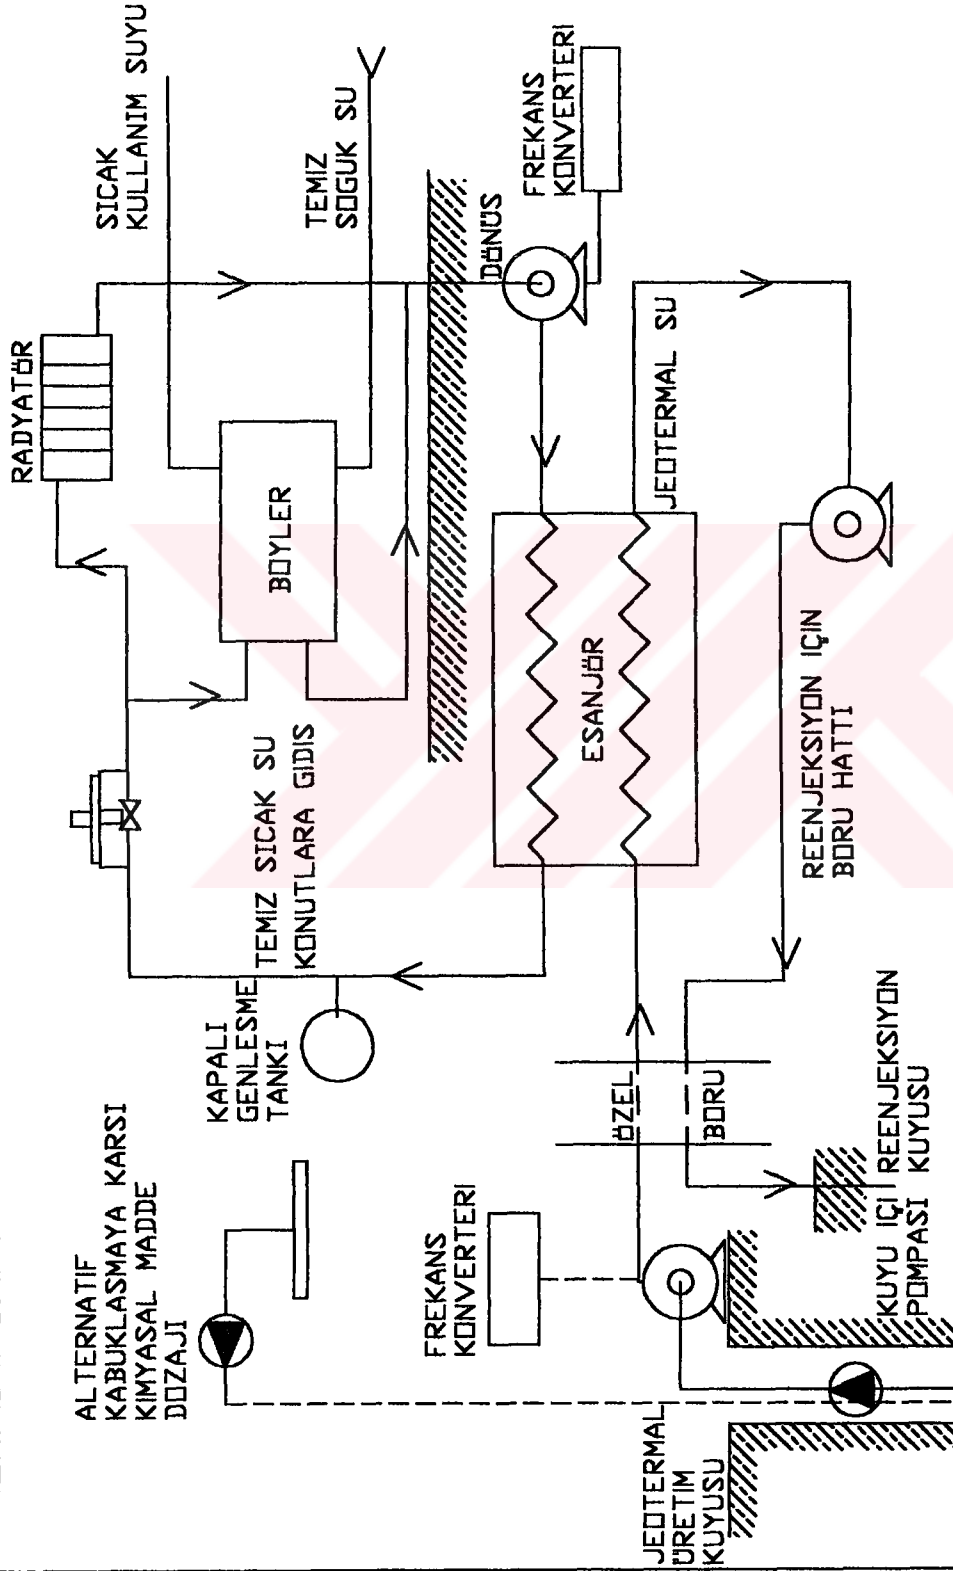 ALTERNATIF
KABUKLASMAYA KARSI
KIMYASAL MADDE
DOZAJI
KAPALI
GENLESME
TANKI
TEMIZ SICAK SU
KONUTLARA GIDIS
RADYATÖR
SICAK
KULLANIM SUYU
BOYLER
TEMIZ
SOGUK SU
FREKANS
KONVERTERI
DÖNÜS
FREKANS
KONVERTERI
ÖZEL
BORU
ESANJÖR
JEOTERMAL SU
REENJEKSIYON IÇIN
BORU HATTI
JEOTERMAL
ÜRETIM
KUYUSU
KUYU IÇI
POMPASI
REENJEKSIYON
KUYUSU